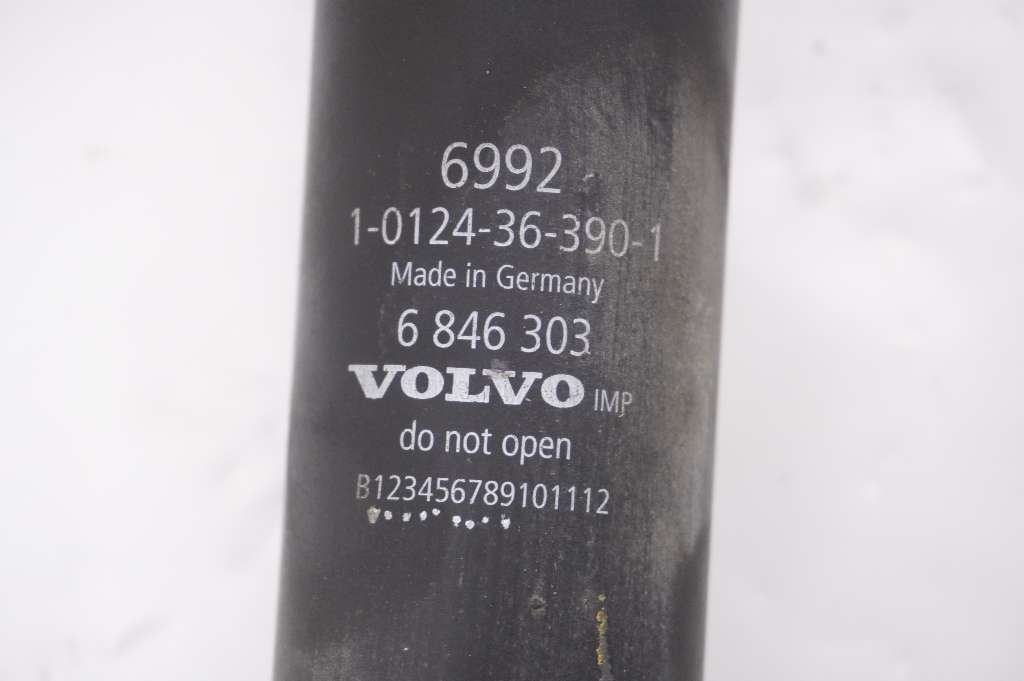 6992
1-0124-36-390-1
Made in Germany
6 846 303
VOLVO IMP
do not open
B123456789101112